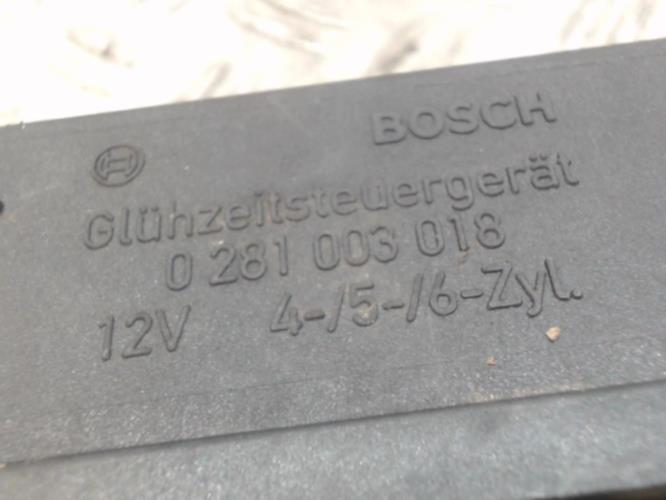 BOSCH
Glühzeitsteuergerät
0 281 003 018
12V 4-/5-/6-Zyl.